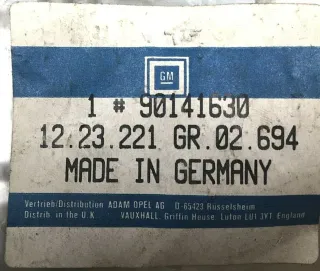 GM
1 # 90141630
12.23.221 GR.02.694
MADE IN GERMANY
Vertrieb/Distribution ADAM OPEL AG D 65423 Rüsselsheim
Distrib. in the U.K VAUXHALL, Griffin House, Luton LU1 3YT England